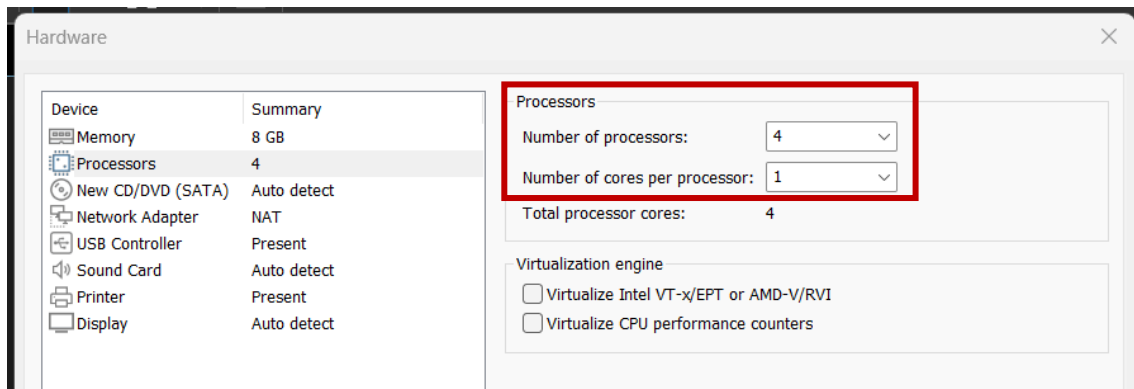 Hardware
Device Summary
Memory 8 GB
Processors 4
New CD/DVD (SATA) Auto detect
Network Adapter NAT
USB Controller Present
Sound Card Auto detect
Printer Present
Display Auto detect
Processors
Number of processors: 4
Number of cores per processor: 1
Total processor cores: 4
Virtualization engine
Virtualize Intel VT-x/EPT or AMD-V/RVI
Virtualize CPU performance counters